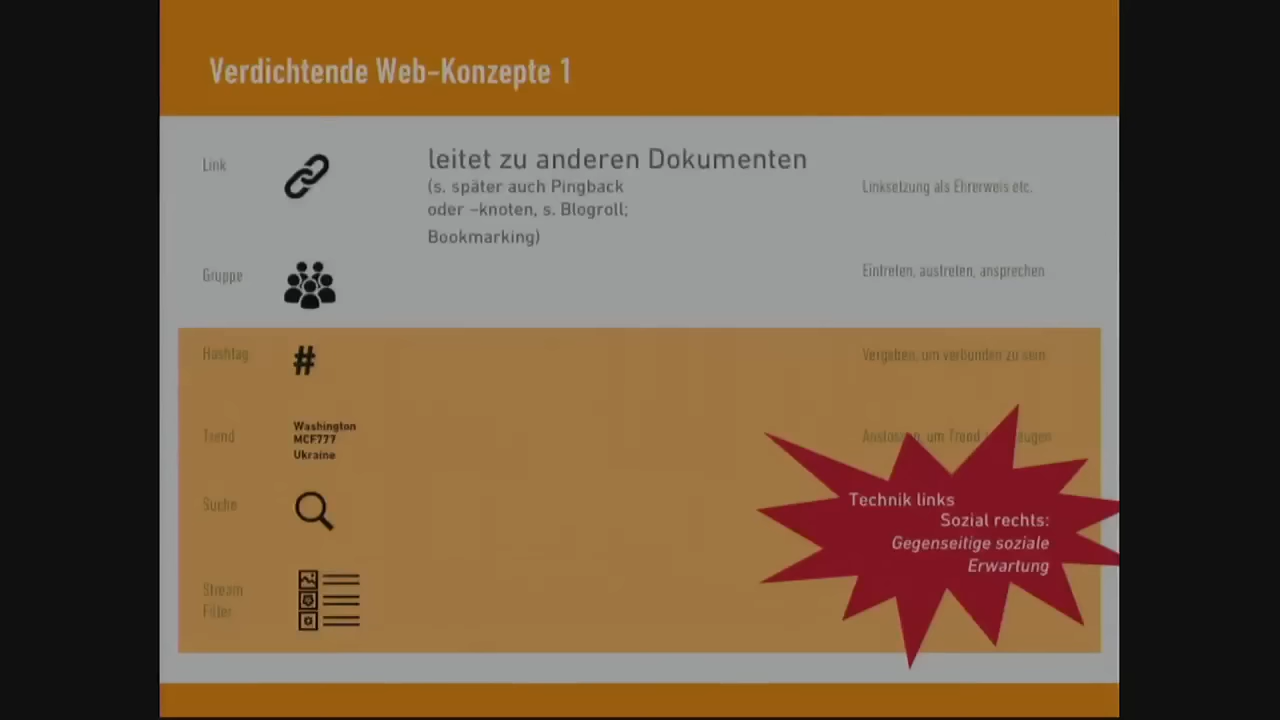 Verdichtende Web-Konzepte 1
Link
leitet zu anderen Dokumenten
(s. später auch Pingback
oder –knoten, s. Blogroll;
Bookmarking)
Linksetzung als Ehrerweis etc.
Gruppe
Eintreten, austreten, ansprechen
Hashtag
#
Vergeben, um verbunden zu sein
Trend
Washington
MCF777
Ukraine
um Trend
Suche
Technik links
Sozial rechts:
Gegenseitige soziale
Erwartung
Stream
Filter